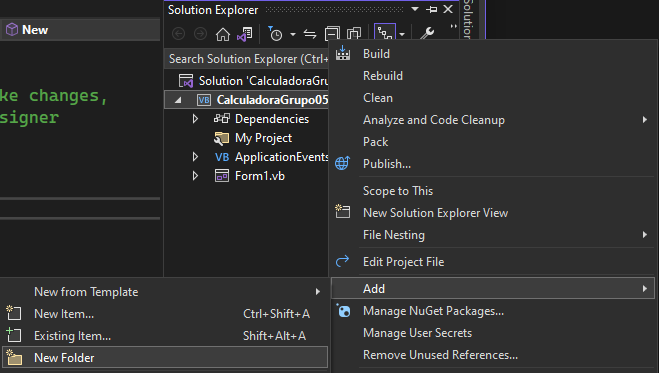 Solution Explorer
New
Search Solution Explorer (Ctrl+
Solution 'CalculadoraGru
ke changes,
signer
VB CalculadoraGrupo05
Dependencies
My Project
VB ApplicationEvents
Form1.vb
Solution
Build
Rebuild
Clean
Analyze and Code Cleanup
Pack
Publish...
Scope to This
New Solution Explorer View
File Nesting
Edit Project File
Add
Manage NuGet Packages...
Manage User Secrets
Remove Unused References...
New from Template
New Item... Ctrl+Shift+A
Existing Item... Shift+Alt+A
New Folder